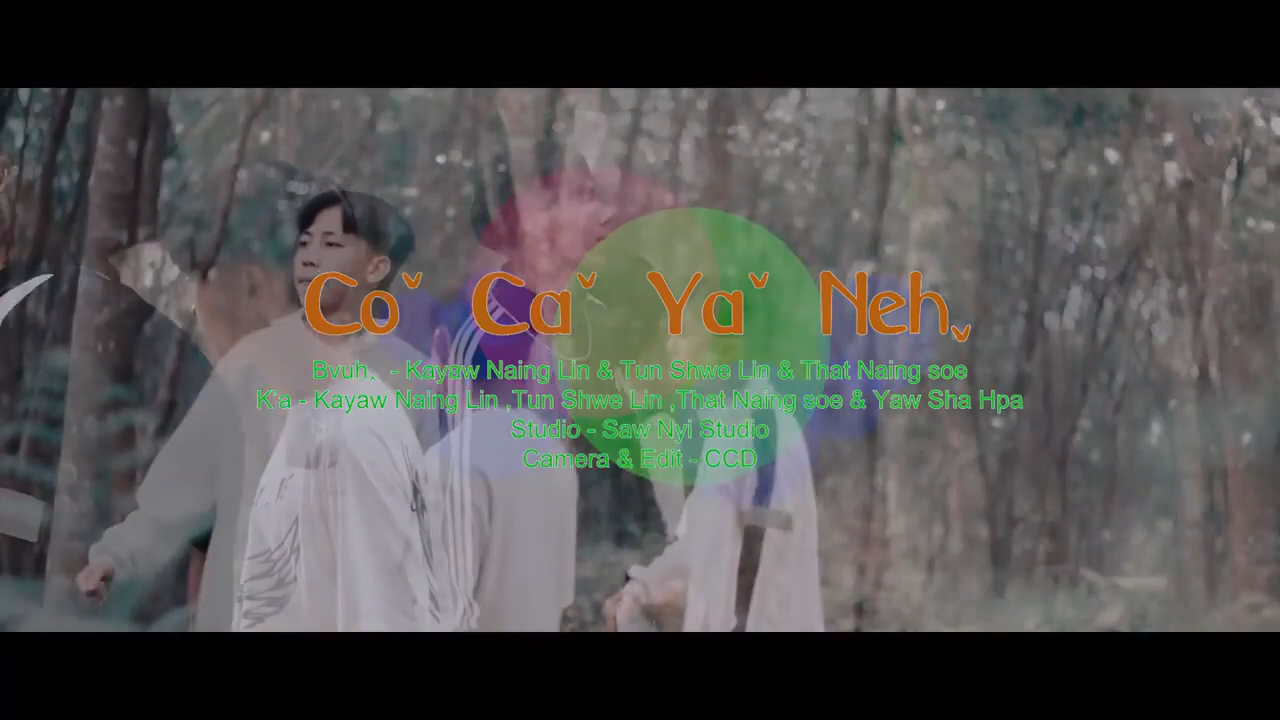 Coˇ Caˇ Yaˇ Nehˬ
Bvuh、 - Kayaw Naing Lin & Tun Shwe Lin & That Naing soe
K'a - Kayaw Naing Lin ,Tun Shwe Lin ,That Naing soe & Yaw Sha Hpa
Studio - Saw Nyi Studio
Camera & Edit - CCD